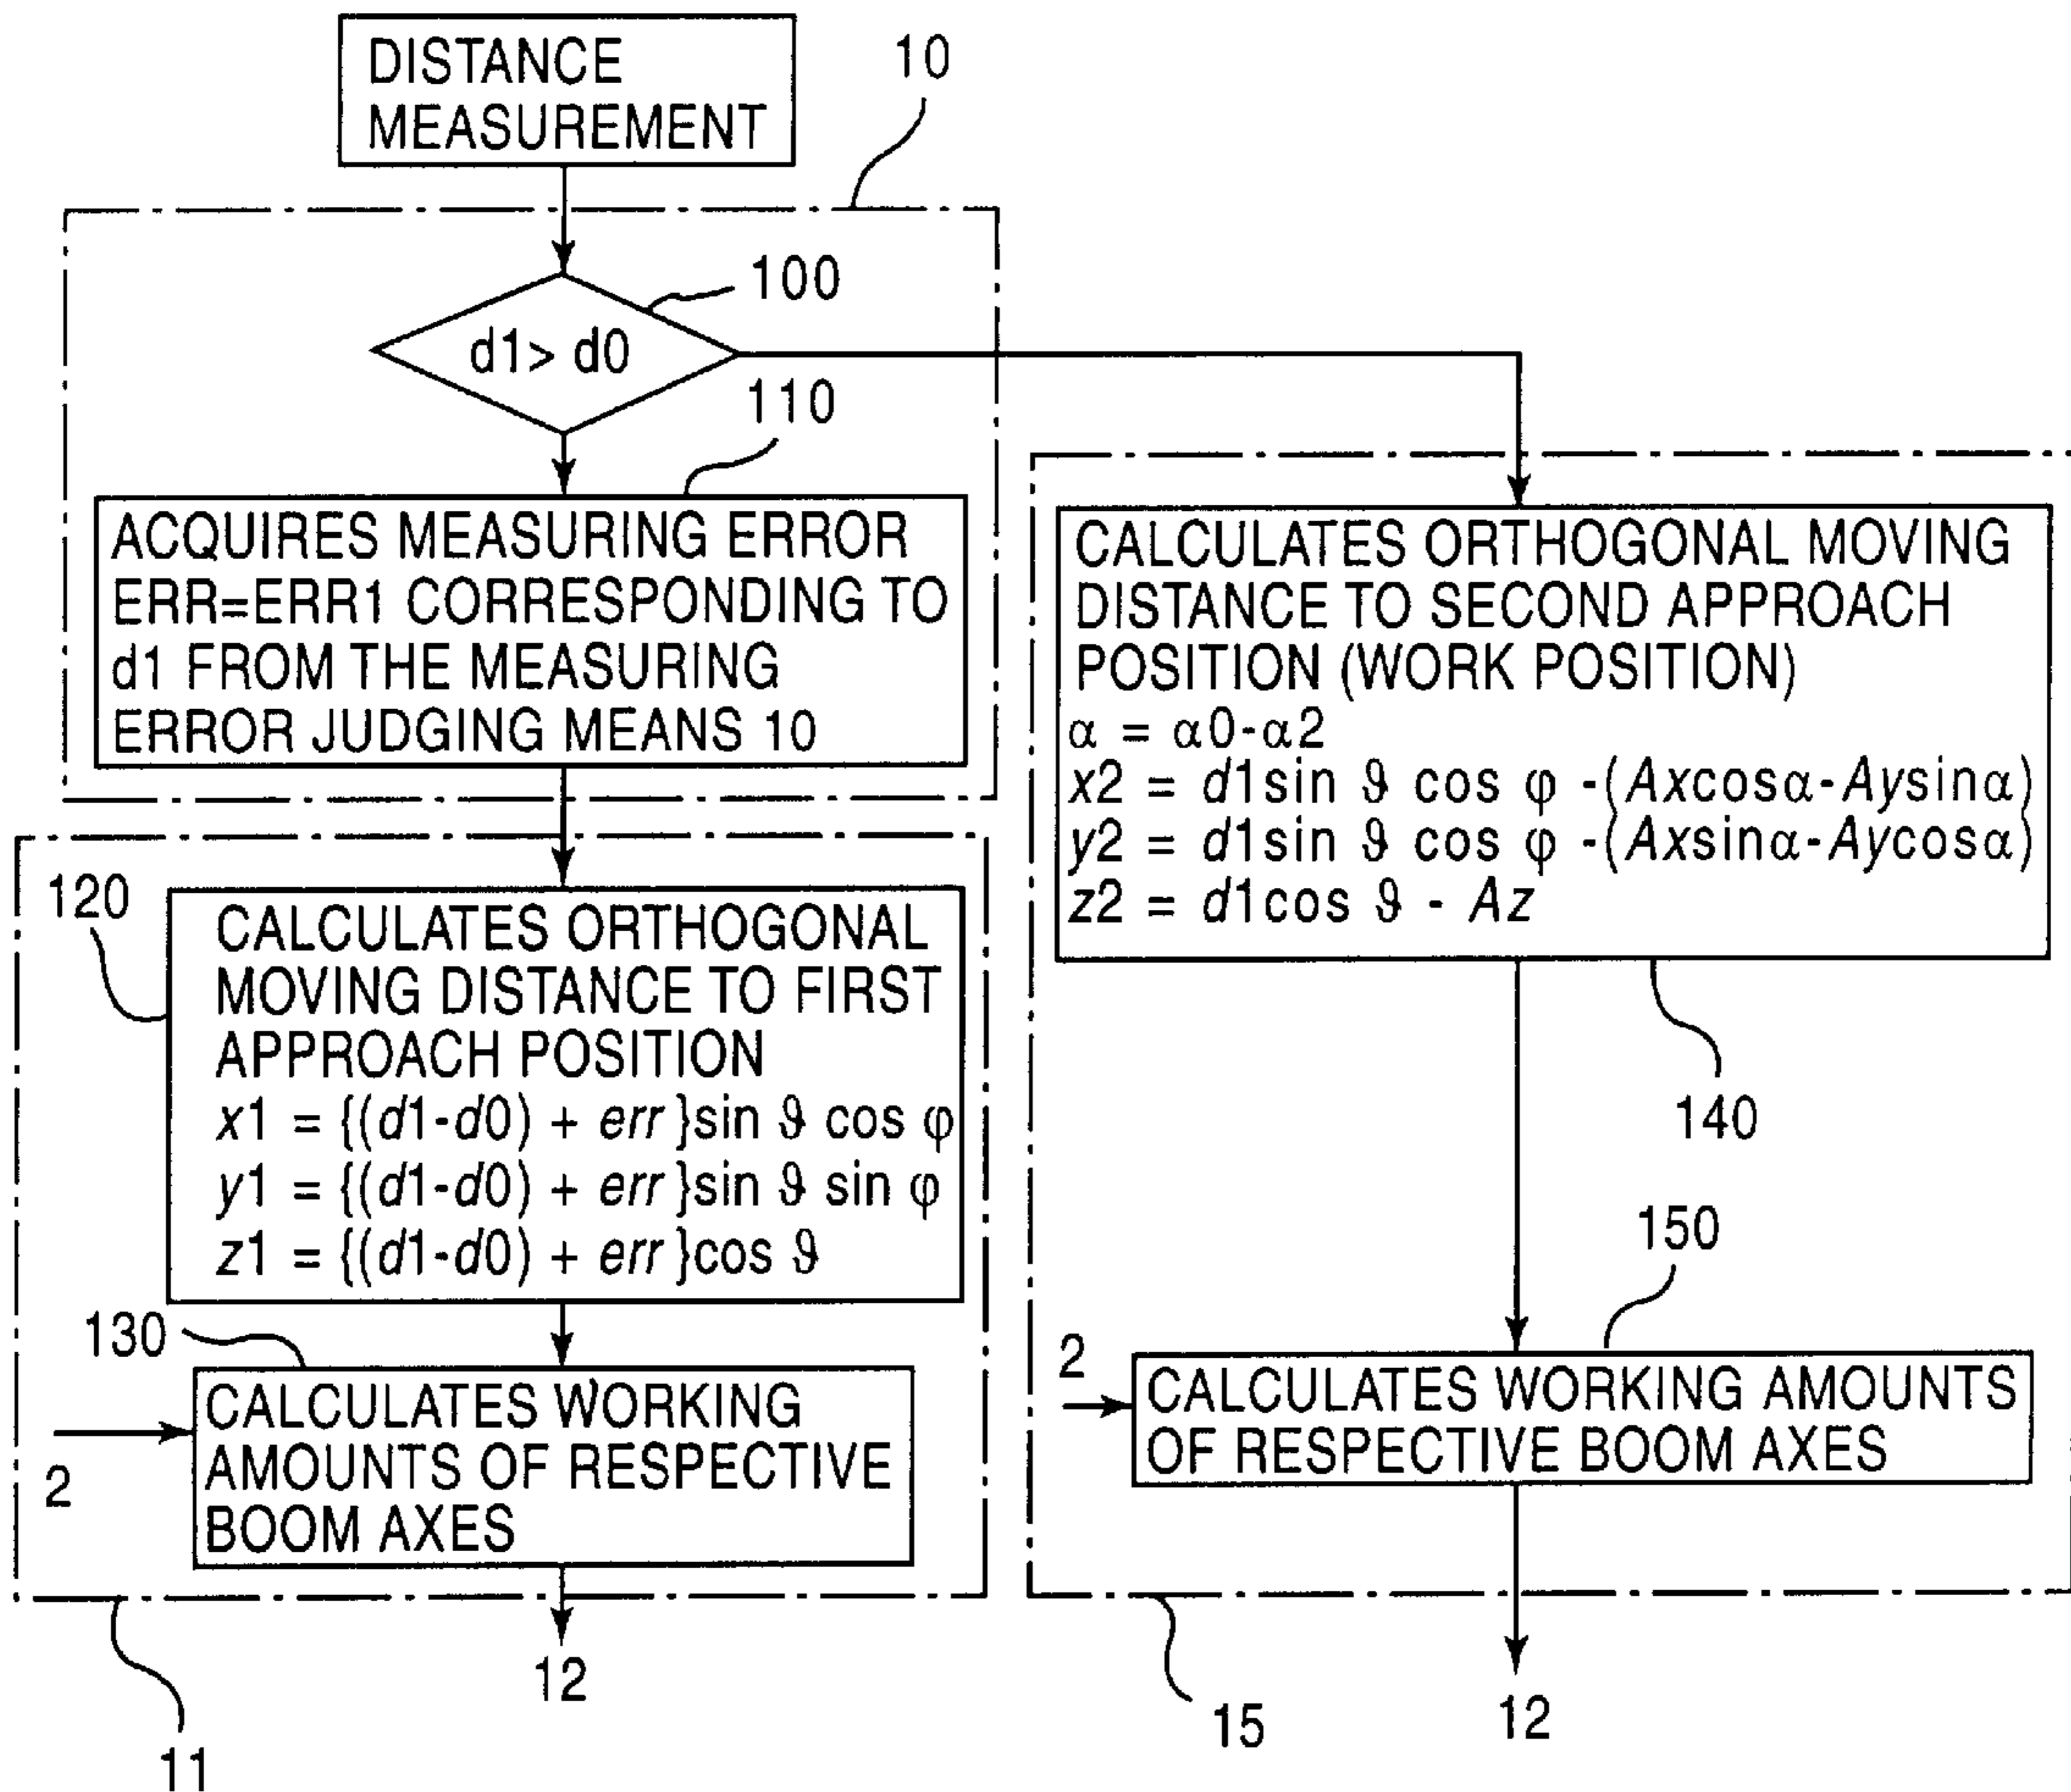 DISTANCE
MEASUREMENT
10
100
d1> d0
110
ACQUIRES MEASURING ERROR
ERR=ERR1 CORRESPONDING TO
d1 FROM THE MEASURING
ERROR JUDGING MEANS 10
120
CALCULATES ORTHOGONAL
MOVING DISTANCE TO FIRST
APPROACH POSITION
x1 = {(d1-d0) + err}sin ϑ cos φ
y1 = {(d1-d0) + err}sin ϑ sin φ
z1 = {(d1-d0) + err}cos ϑ
130
2
CALCULATES WORKING
AMOUNTS OF RESPECTIVE
BOOM AXES
12
11
CALCULATES ORTHOGONAL MOVING
DISTANCE TO SECOND APPROACH
POSITION (WORK POSITION)
α = α0-α2
x2 = d1sin ϑ cos φ -(Axcosα-Aysinα)
y2 = d1sin ϑ cos φ -(Axsinα-Aycosα)
z2 = d1cos ϑ - Az
140
150
2
CALCULATES WORKING AMOUNTS
OF RESPECTIVE BOOM AXES
15
12